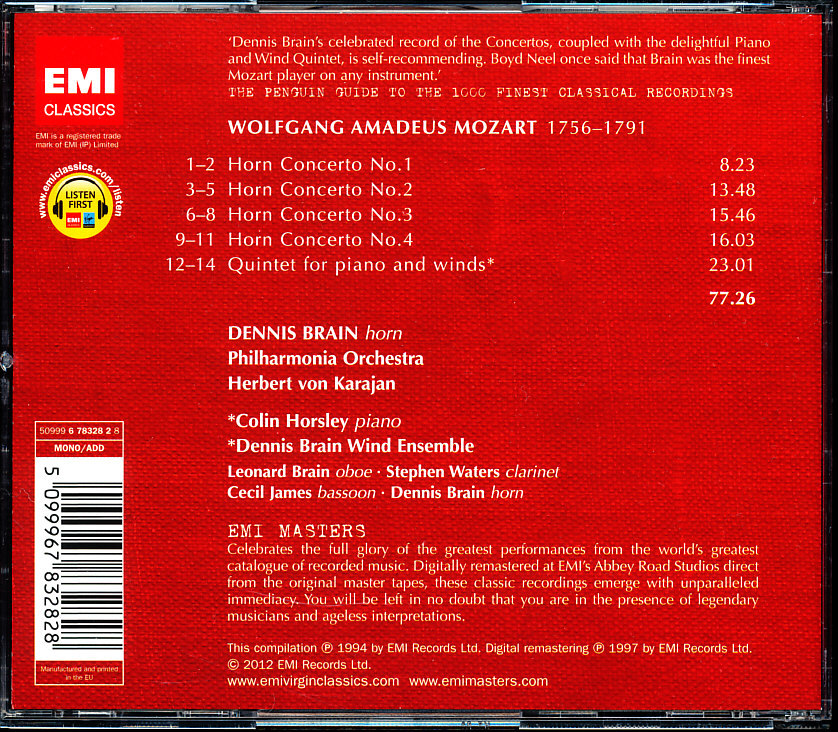 EMI
CLASSICS
EMI is a registered trade
mark of EMI (IP) Limited
www.emiclassics.com/listen
LISTEN
FIRST
EMI
'Dennis Brain's celebrated record of the Concertos, coupled with the delightful Piano
and Wind Quintet, is self-recommending. Boyd Neel once said that Brain was the finest
Mozart player on any instrument.'
THE PENGUIN GUIDE TO THE 1000 FINEST CLASSICAL RECORDINGS
WOLFGANG AMADEUS MOZART 1756–1791
1–2 Horn Concerto No.1 8.23
3–5 Horn Concerto No.2 13.48
6–8 Horn Concerto No.3 15.46
9–11 Horn Concerto No.4 16.03
12–14 Quintet for piano and winds* 23.01
77.26
DENNIS BRAIN horn
Philharmonia Orchestra
Herbert von Karajan
*Colin Horsley piano
*Dennis Brain Wind Ensemble
Leonard Brain oboe · Stephen Waters clarinet
Cecil James bassoon · Dennis Brain horn
EMI MASTERS
Celebrates the full glory of the greatest performances from the world's greatest
catalogue of recorded music. Digitally remastered at EMI's Abbey Road Studios direct
from the original master tapes, these classic recordings emerge with unparalleled
immediacy. You will be left in no doubt that you are in the presence of legendary
musicians and ageless interpretations.
This compilation ℗ 1994 by EMI Records Ltd. Digital remastering ℗ 1997 by EMI Records Ltd.
© 2012 EMI Records Ltd.
www.emivirginclassics.com www.emimasters.com
50999 6 78328 2 8
MONO/ADD
5 099967 832828
Manufactured and printed
in the EU